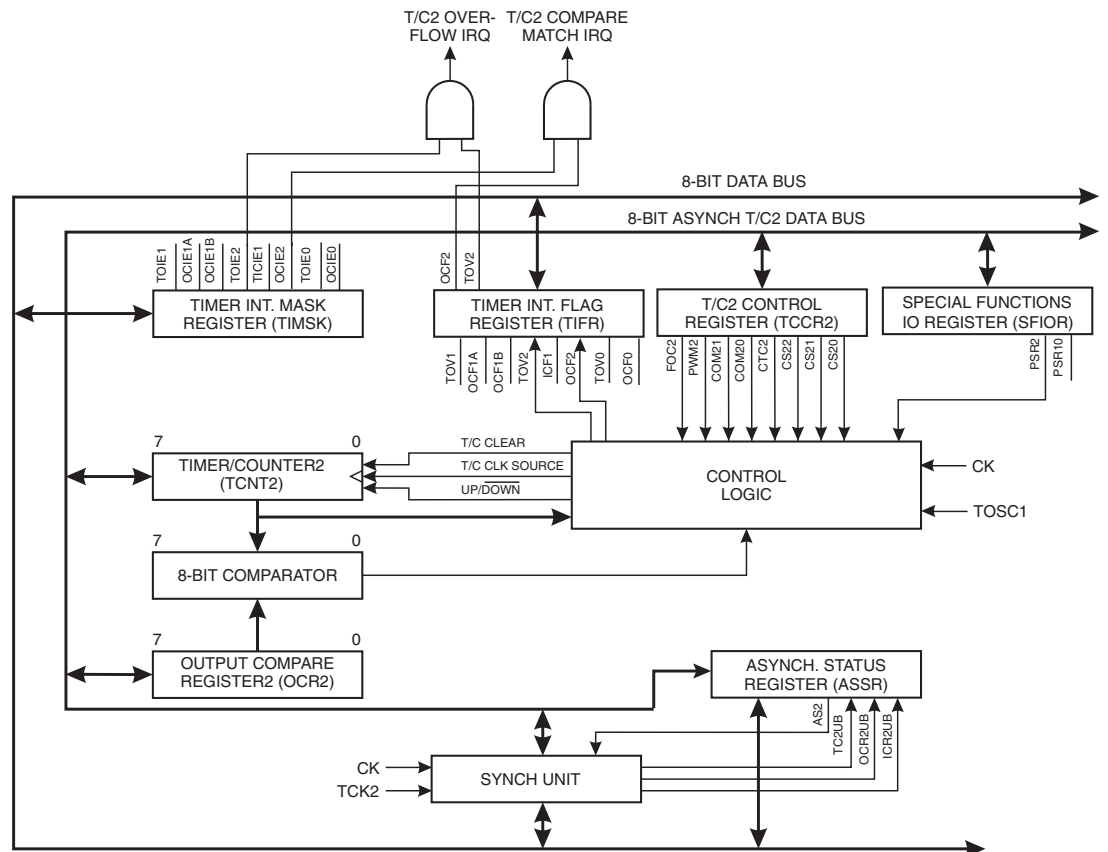 T/C2 OVER-
FLOW IRQ
T/C2 COMPARE
MATCH IRQ
8-BIT DATA BUS
8-BIT ASYNCH T/C2 DATA BUS
TOIE1
OCIE1A
OCIE1B
TOIE2
TICIE1
OCIE2
TOIE0
OCIE0
OCF2
TOV2
TIMER INT. MASK
REGISTER (TIMSK)
TIMER INT. FLAG
REGISTER (TIFR)
T/C2 CONTROL
REGISTER (TCCR2)
SPECIAL FUNCTIONS
IO REGISTER (SFIOR)
TOV1
OCF1A
OCF1B
TOV2
ICF1
OCF2
TOV0
OCF0
FOC2
PWM2
COM21
COM20
CTC2
CS22
CS21
CS20
PSR2
PSR10
7 0
TIMER/COUNTER2
(TCNT2)
T/C CLEAR
T/C CLK SOURCE
UP/DOWN
CONTROL
LOGIC
CK
TOSC1
7 0
8-BIT COMPARATOR
7 0
OUTPUT COMPARE
REGISTER2 (OCR2)
ASYNCH. STATUS
REGISTER (ASSR)
AS2
TC2UB
OCR2UB
ICR2UB
CK
TCK2
SYNCH UNIT